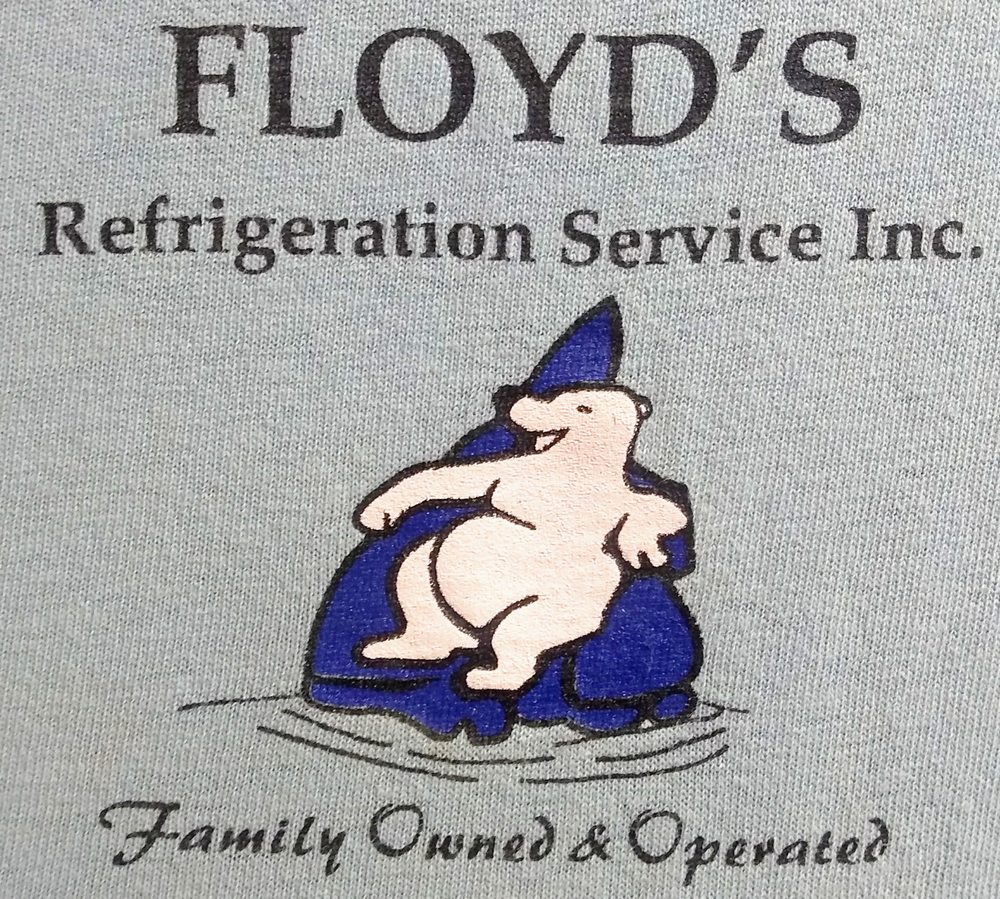 FLOYD'S
Refrigeration Service Inc.
Family Owned & Operated